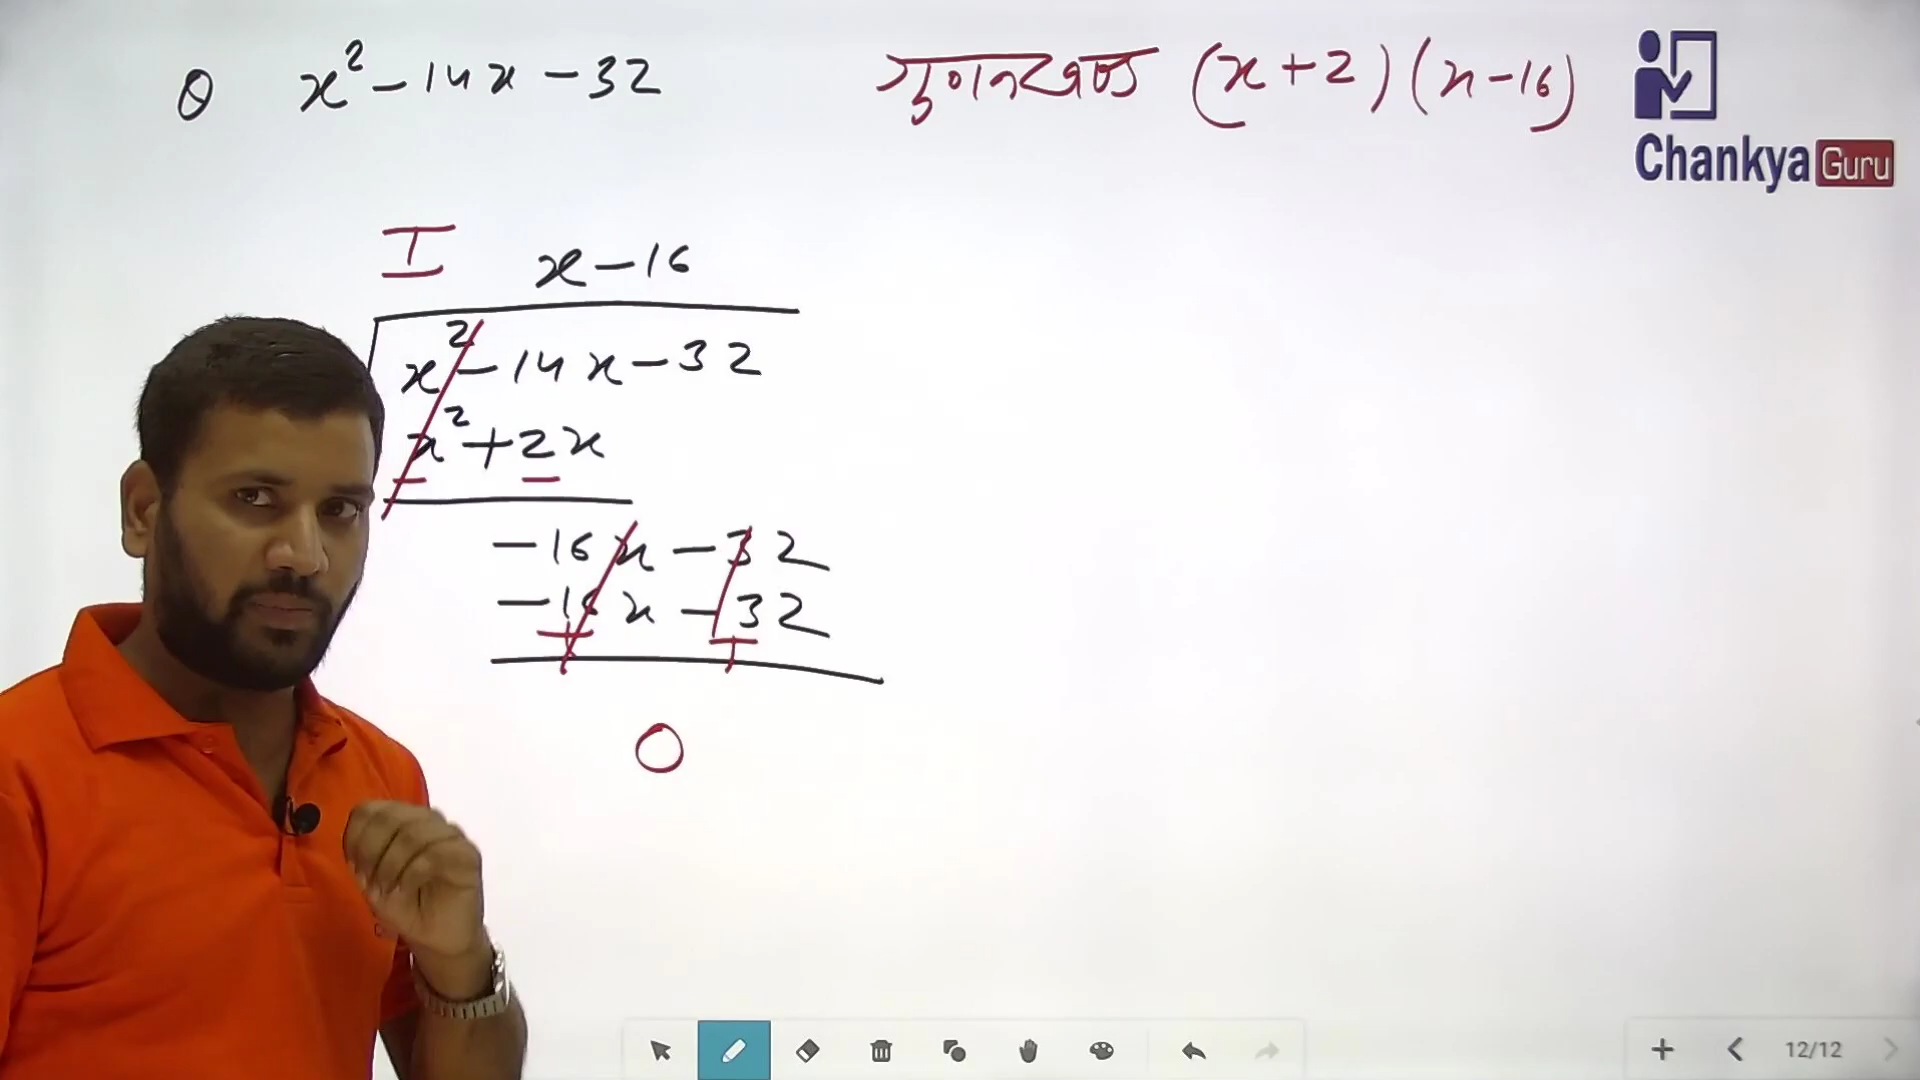 Q x² - 14x - 32
गुणनखण्ड (x+2)(x-16)
Chankya Guru
I
x - 16
x² - 14x - 32
x² + 2x
-16x - 32
-16x - 32
0
12/12